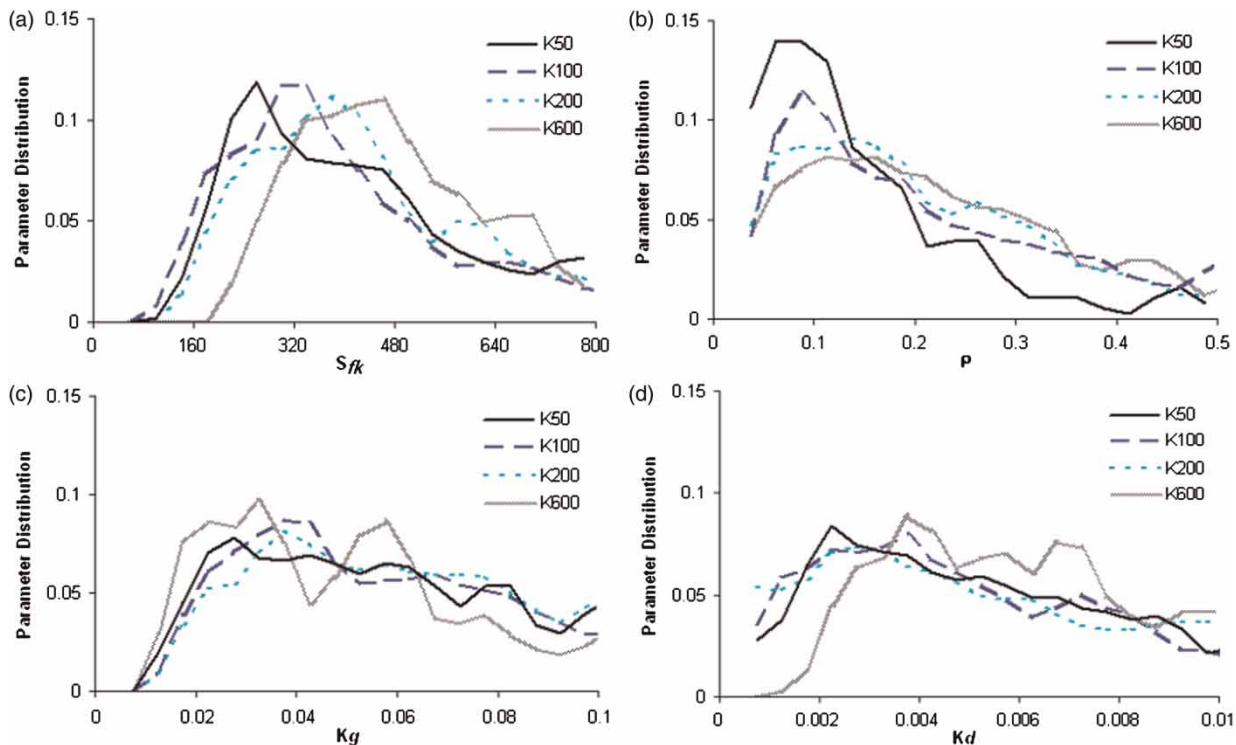 (a)
0.15
0.1
0.05
0
Parameter Distribution
K50
K100
K200
K600
0 160 320 480 640 800
Sfk
(b)
0.15
0.1
0.05
0
Parameter Distribution
K50
K100
K200
K600
0 0.1 0.2 0.3 0.4 0.5
ρ
(c)
0.15
0.1
0.05
0
Parameter Distribution
K50
K100
K200
K600
0 0.02 0.04 0.06 0.08 0.1
Kg
(d)
0.15
0.1
0.05
0
Parameter Distribution
K50
K100
K200
K600
0 0.002 0.004 0.006 0.008 0.01
Kd